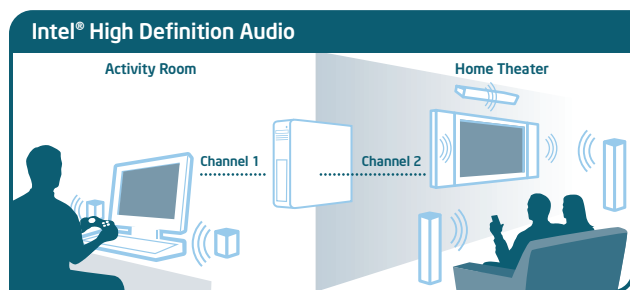 Intel® High Definition Audio
Activity Room
Home Theater
Channel 1
Channel 2